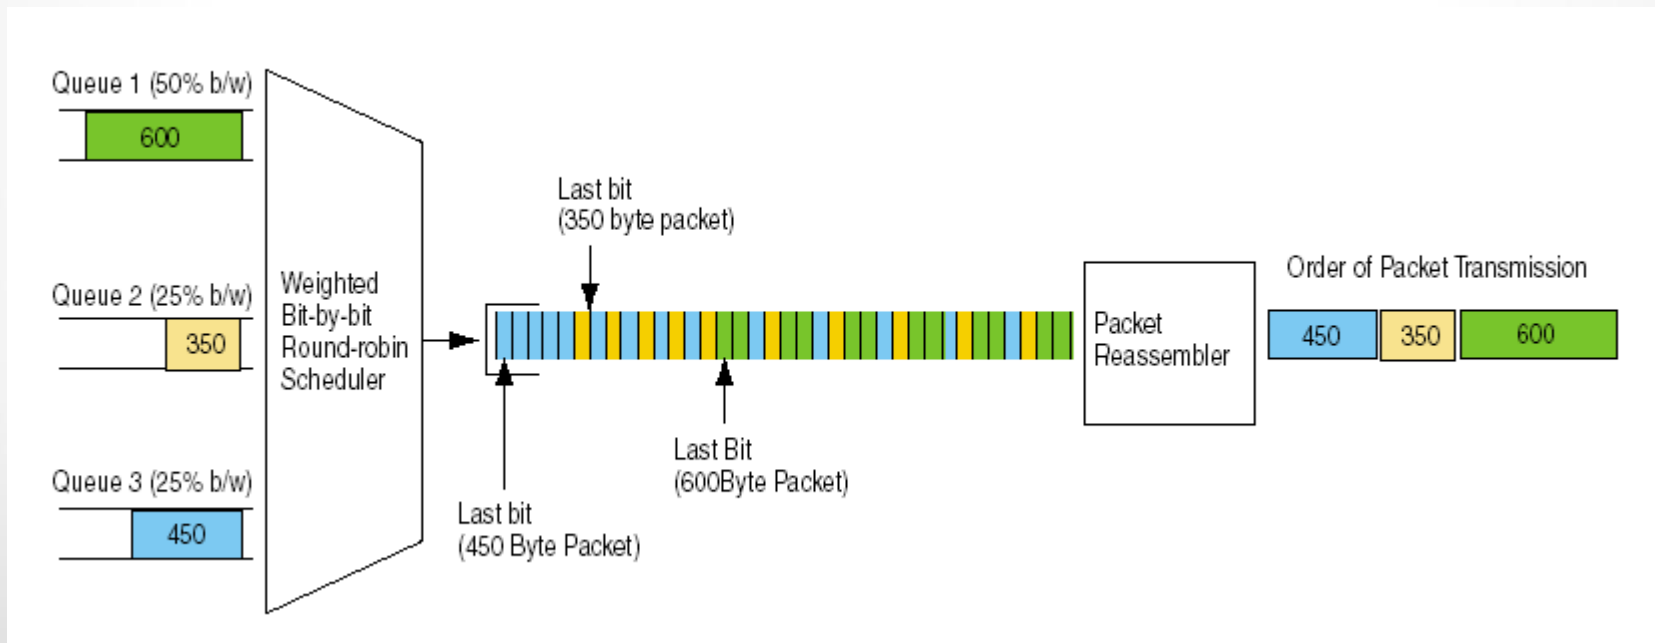 Queue 1 (50% b/w)
600
Queue 2 (25% b/w)
350
Queue 3 (25% b/w)
450
Weighted
Bit-by-bit
Round-robin
Scheduler
Last bit
(350 byte packet)
Last bit
(450 Byte Packet)
Last Bit
(600Byte Packet)
Packet
Reassembler
Order of Packet Transmission
450
350
600